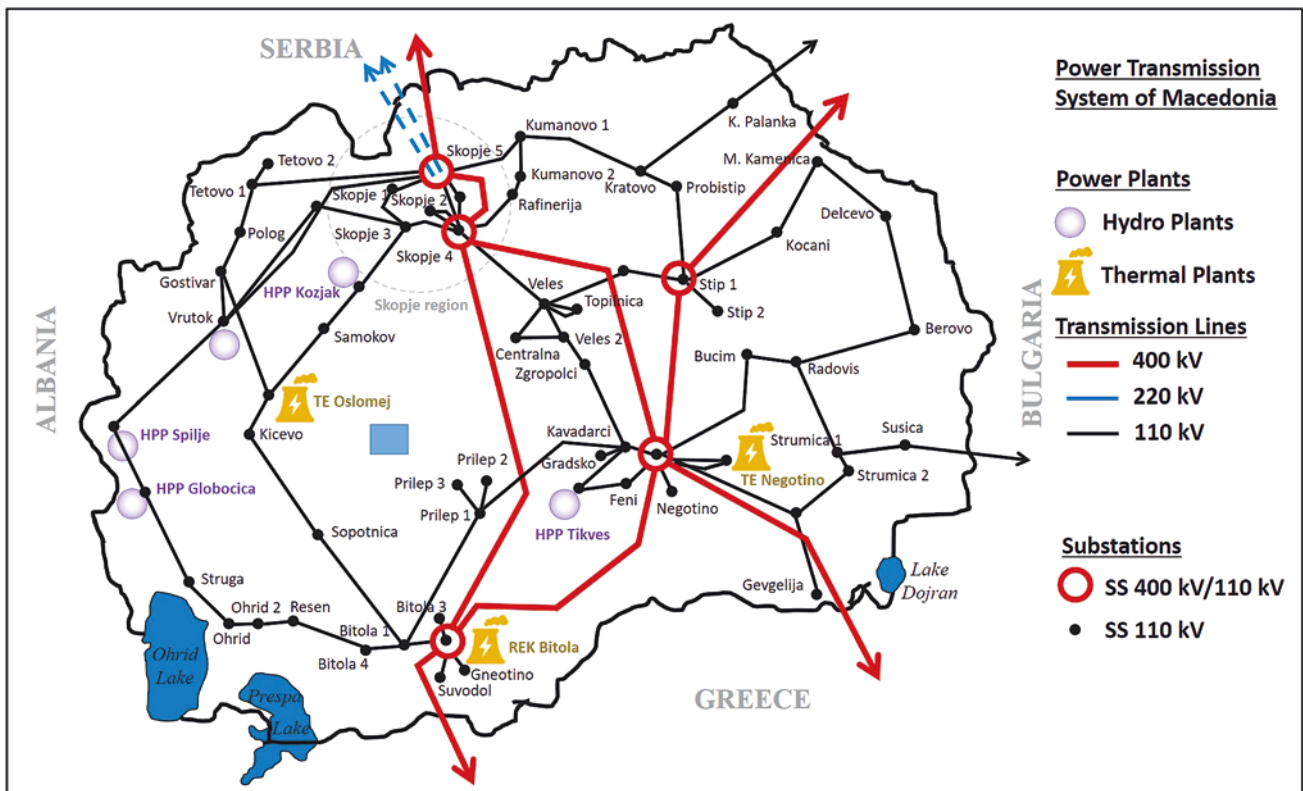 SERBIA
Power Transmission
System of Macedonia
Power Plants
Hydro Plants
Thermal Plants
Transmission Lines
400 kV
220 kV
110 kV
Substations
SS 400 kV/110 kV
SS 110 kV
ALBANIA
BULGARIA
GREECE
Skopje region
K. Palanka
Kumanovo 1
Skopje 5
Tetovo 2
Tetovo 1
Kumanovo 2
Kratovo
Probistip
M. Kamenica
Skopje 1
Skopje 2
Rafinerija
Delcevo
Polog
Skopje 3
Skopje 4
Kocani
Gostivar
HPP Kozjak
Veles
Topilnica
Stip 1
Stip 2
Vrutok
Samokov
Centralna
Veles 2
Zgropolci
Bucim
Radovis
Berovo
TE Oslomej
Kicevo
HPP Spilje
Kavadarci
Gradsko
Strumica 1
Susica
TE Negotino
Strumica 2
Prilep 2
Prilep 3
Prilep 1
HPP Globocica
Feni
Negotino
HPP Tikves
Sopotnica
Struga
Gevgelija
Lake
Dojran
Ohrid 2
Resen
Ohrid
Bitola 3
Bitola 1
Bitola 4
REK Bitola
Gneotino
Suvodol
Ohrid
Lake
Prespa
Lake